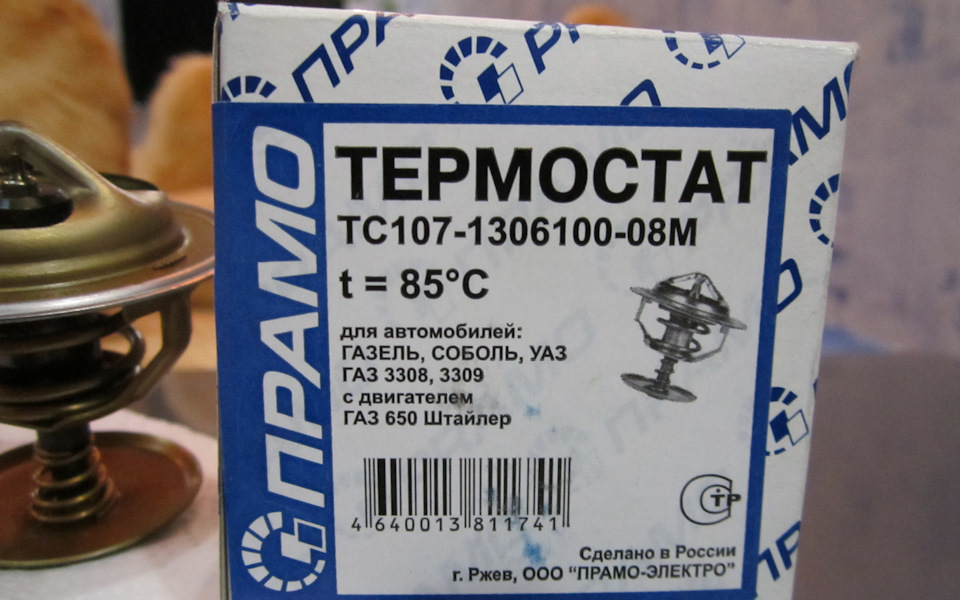 ПРАМО
ТЕРМОСТАТ
ТС107-1306100-08М
t = 85°C
для автомобилей:
ГАЗЕЛЬ, СОБОЛЬ, УАЗ
ГАЗ 3308, 3309
с двигателем
ГАЗ 650 Штайлер
4 640013 811741
СТР
Сделано в России
г. Ржев, ООО "ПРАМО-ЭЛЕКТРО"